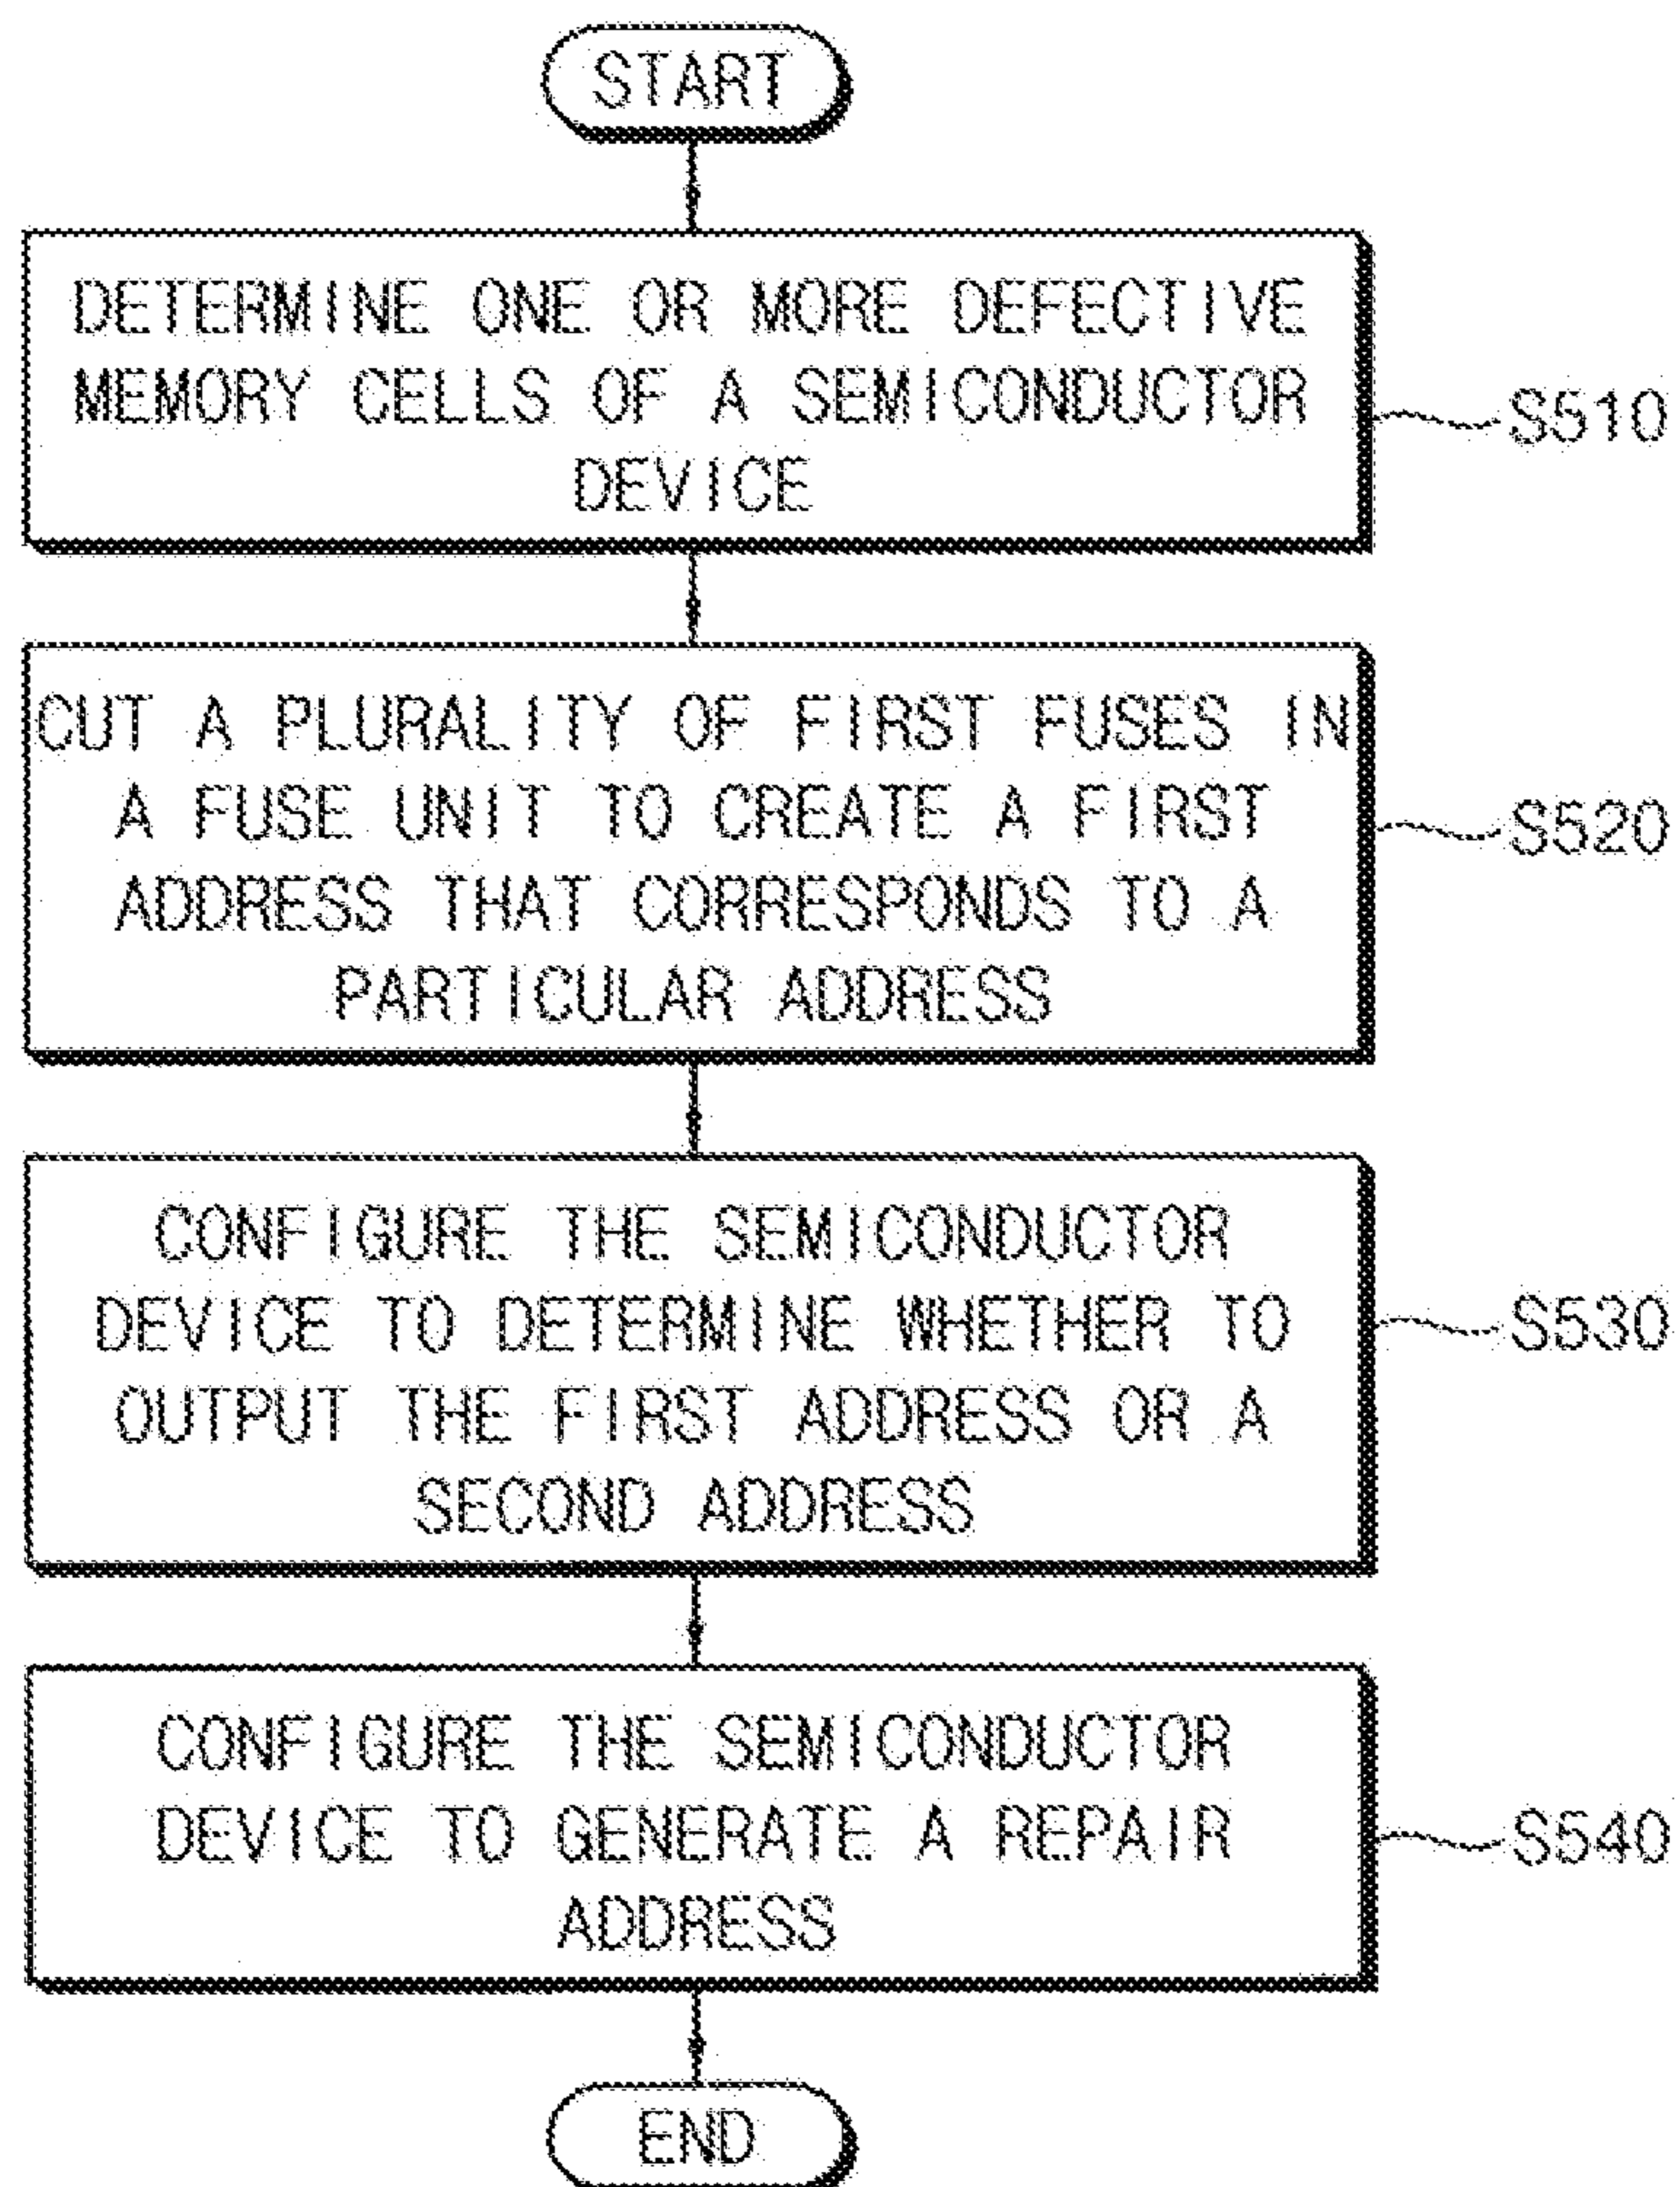 START
DETERMINE ONE OR MORE DEFECTIVE
MEMORY CELLS OF A SEMICONDUCTOR
DEVICE
S510
CUT A PLURALITY OF FIRST FUSES IN
A FUSE UNIT TO CREATE A FIRST
ADDRESS THAT CORRESPONDS TO A
PARTICULAR ADDRESS
S520
CONFIGURE THE SEMICONDUCTOR
DEVICE TO DETERMINE WHETHER TO
OUTPUT THE FIRST ADDRESS OR A
SECOND ADDRESS
S530
CONFIGURE THE SEMICONDUCTOR
DEVICE TO GENERATE A REPAIR
ADDRESS
S540
END